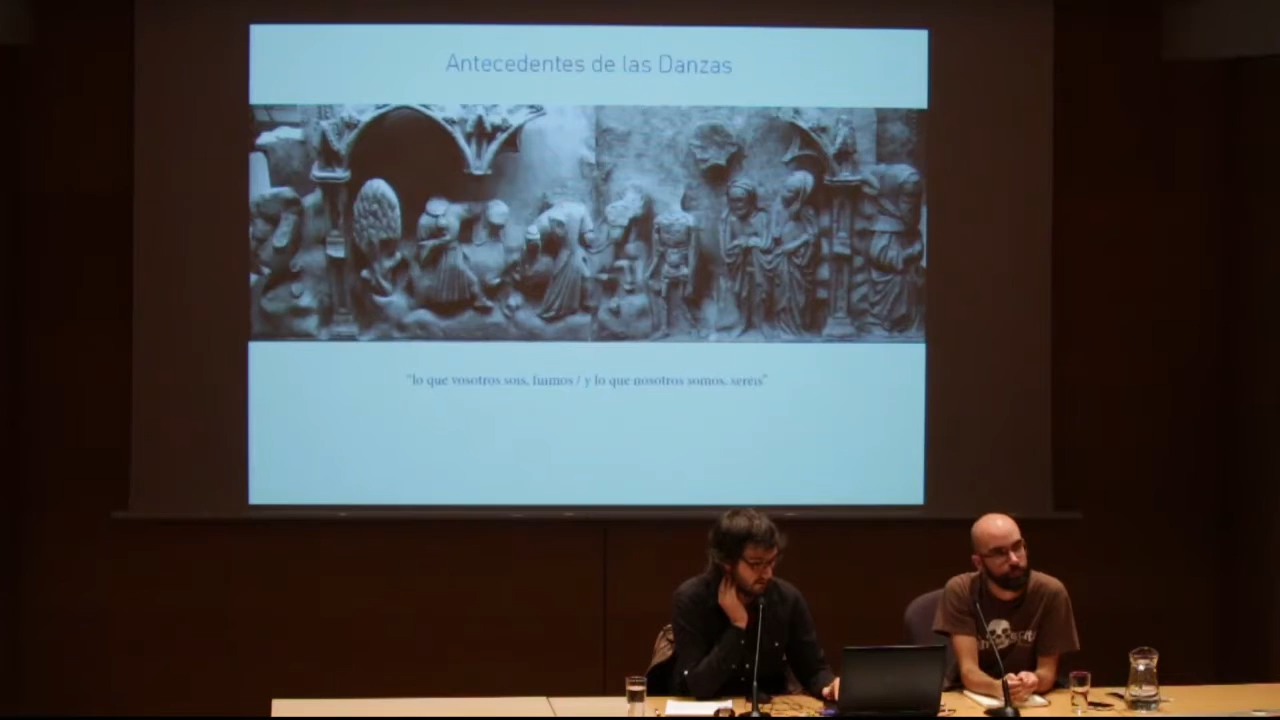 Antecedentes de las Danzas
"lo que vosotros sois, fuimos / y lo que nosotros somos, seréis"